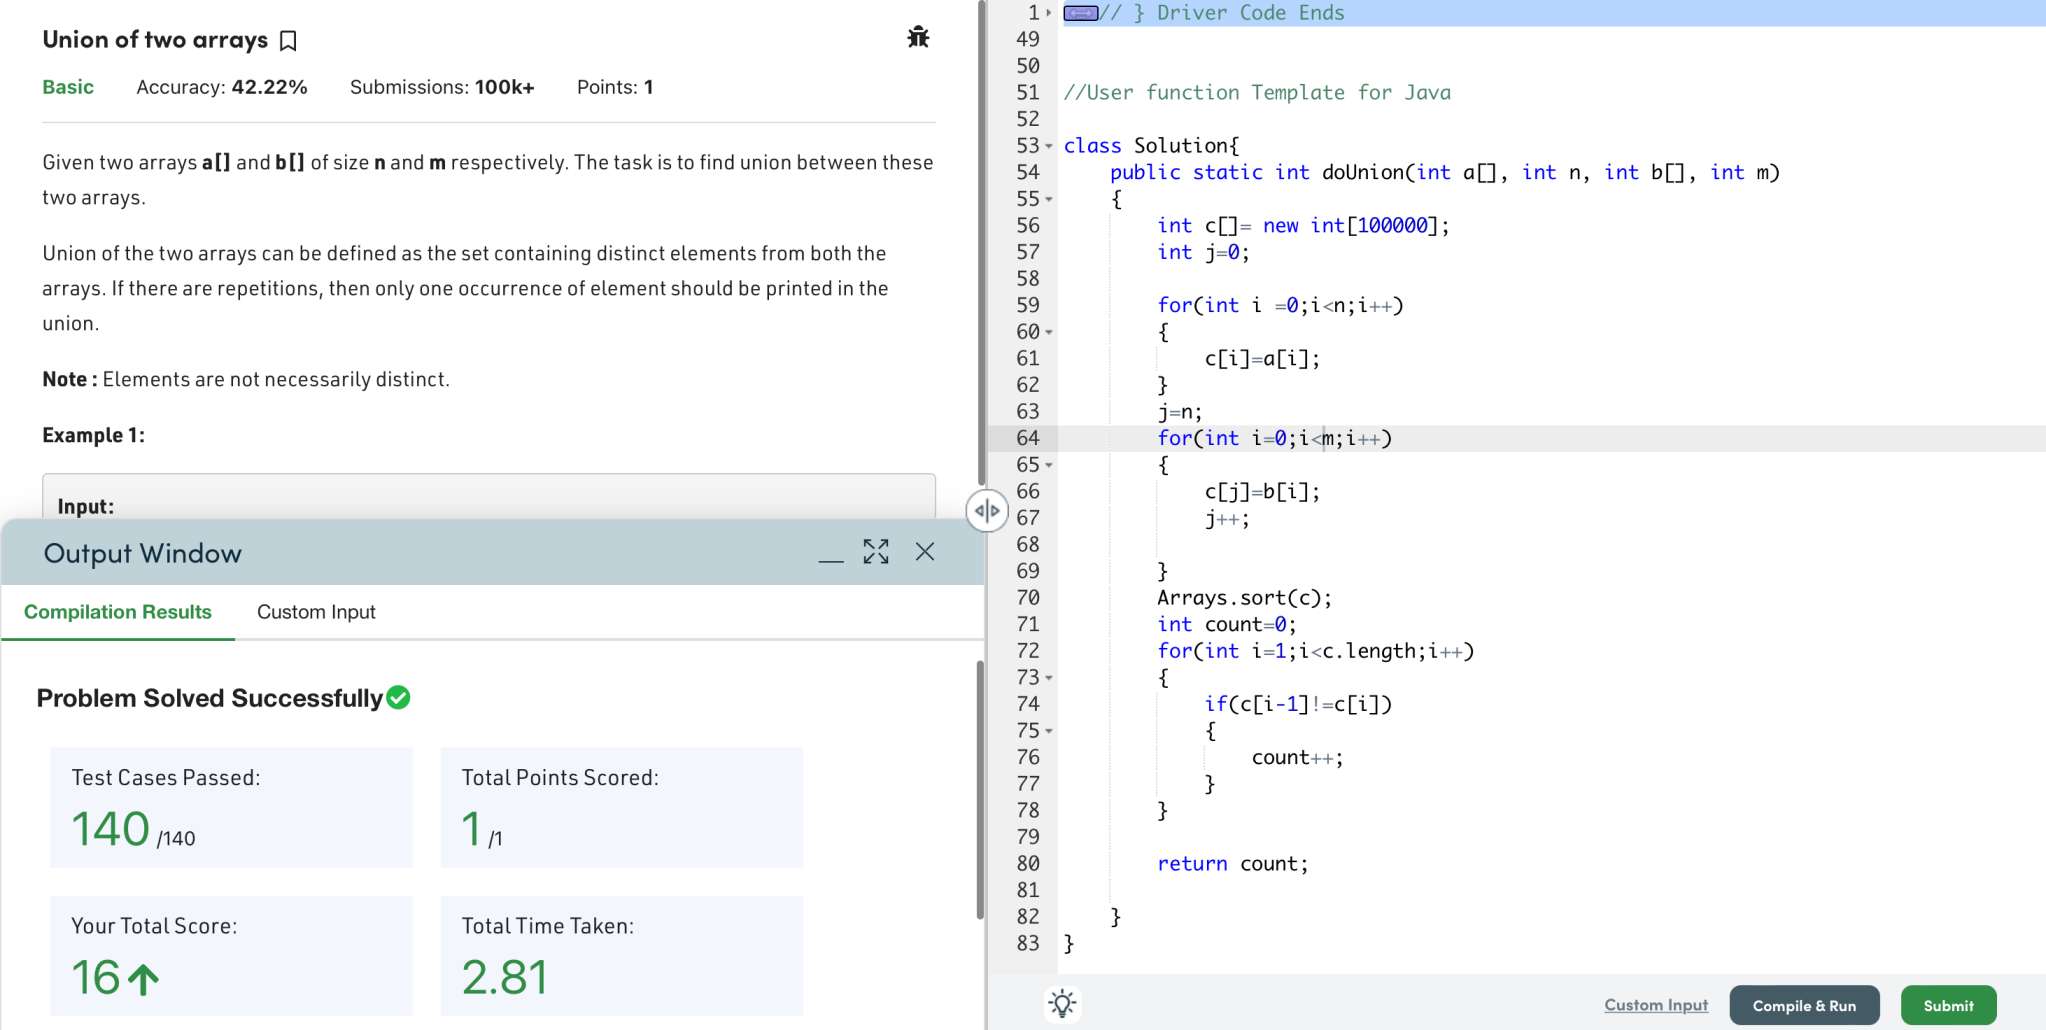 Union of two arrays
Basic Accuracy: 42.22% Submissions: 100k+ Points: 1
Given two arrays a[] and b[] of size n and m respectively. The task is to find union between these
two arrays.
Union of the two arrays can be defined as the set containing distinct elements from both the
arrays. If there are repetitions, then only one occurrence of element should be printed in the
union.
Note : Elements are not necessarily distinct.
Example 1:
Input:
Output Window
Compilation Results Custom Input
Problem Solved Successfully
Test Cases Passed:
140 /140
Total Points Scored:
1 /1
Your Total Score:
16
Total Time Taken:
2.81
1 // } Driver Code Ends
49
50
51 //User function Template for Java
52
53 class Solution{
54     public static int doUnion(int a[], int n, int b[], int m)
55     {
56         int c[]= new int[100000];
57         int j=0;
58
59         for(int i =0;i<n;i++)
60         {
61             c[i]=a[i];
62         }
63         j=n;
64         for(int i=0;i<m;i++)
65         {
66             c[j]=b[i];
67             j++;
68
69         }
70         Arrays.sort(c);
71         int count=0;
72         for(int i=1;i<c.length;i++)
73         {
74             if(c[i-1]!=c[i])
75             {
76                 count++;
77             }
78         }
79
80         return count;
81
82     }
83 }
Custom Input Compile & Run Submit